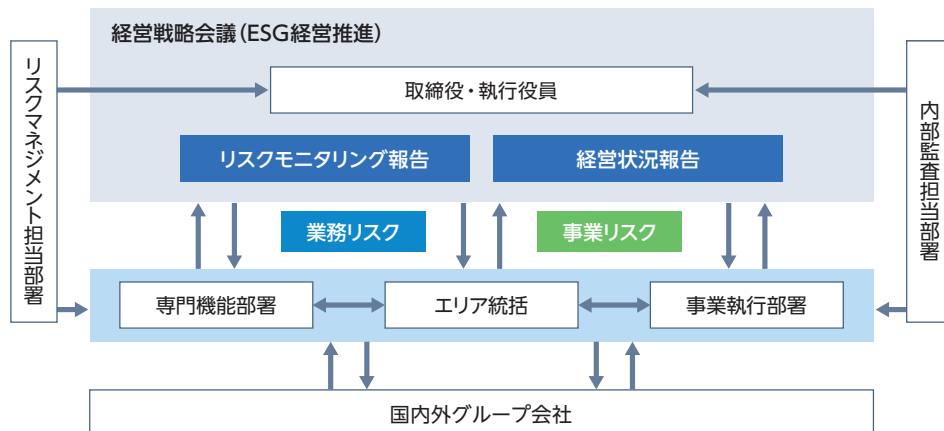 経営戦略会議(ESG経営推進)
リスクマネジメント担当部署
取締役・執行役員
内部監査担当部署
リスクモニタリング報告
経営状況報告
業務リスク
事業リスク
専門機能部署
エリア統括
事業執行部署
国内外グループ会社